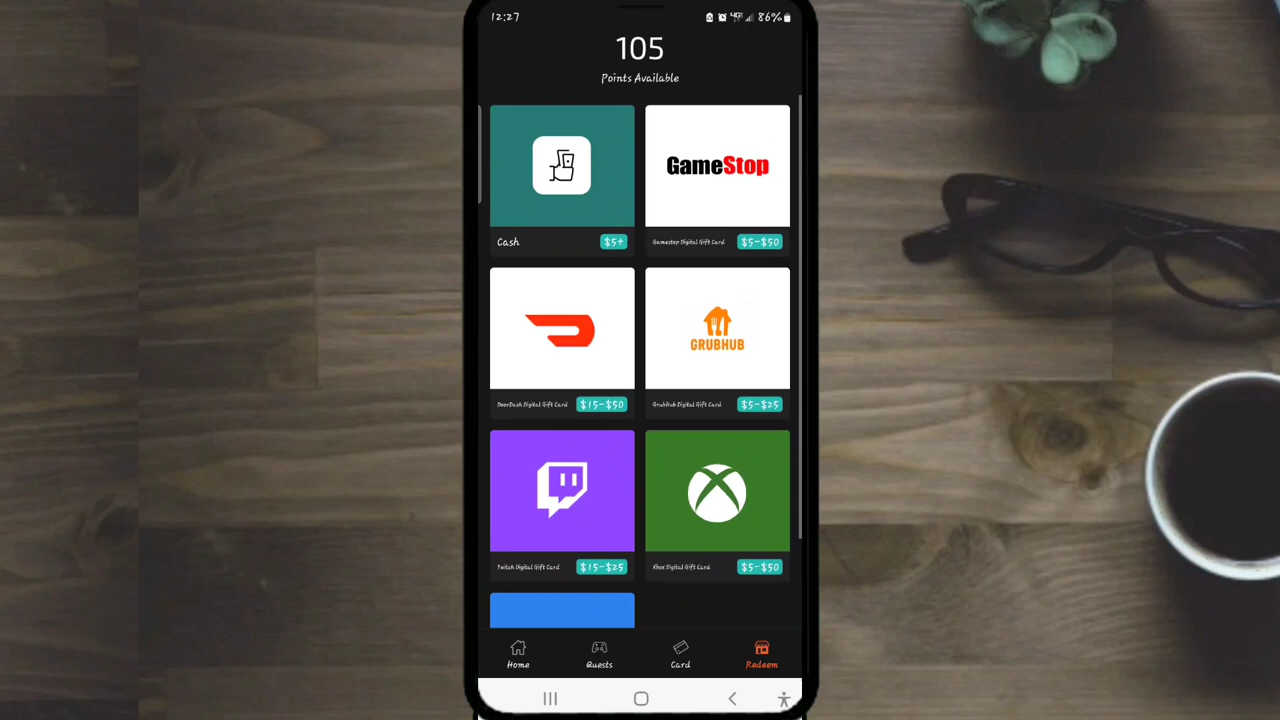 12:27
86%
105
Points Available
GameStop
Cash
$5+
Gamestop Digital Gift Card
$5-$50
GRUBHUB
DoorDash Digital Gift Card
$15-$50
GrubHub Digital Gift Card
$5-$25
Twitch Digital Gift Card
$15-$25
Xbox Digital Gift Card
$5-$50
Home
Quests
Card
Redeem